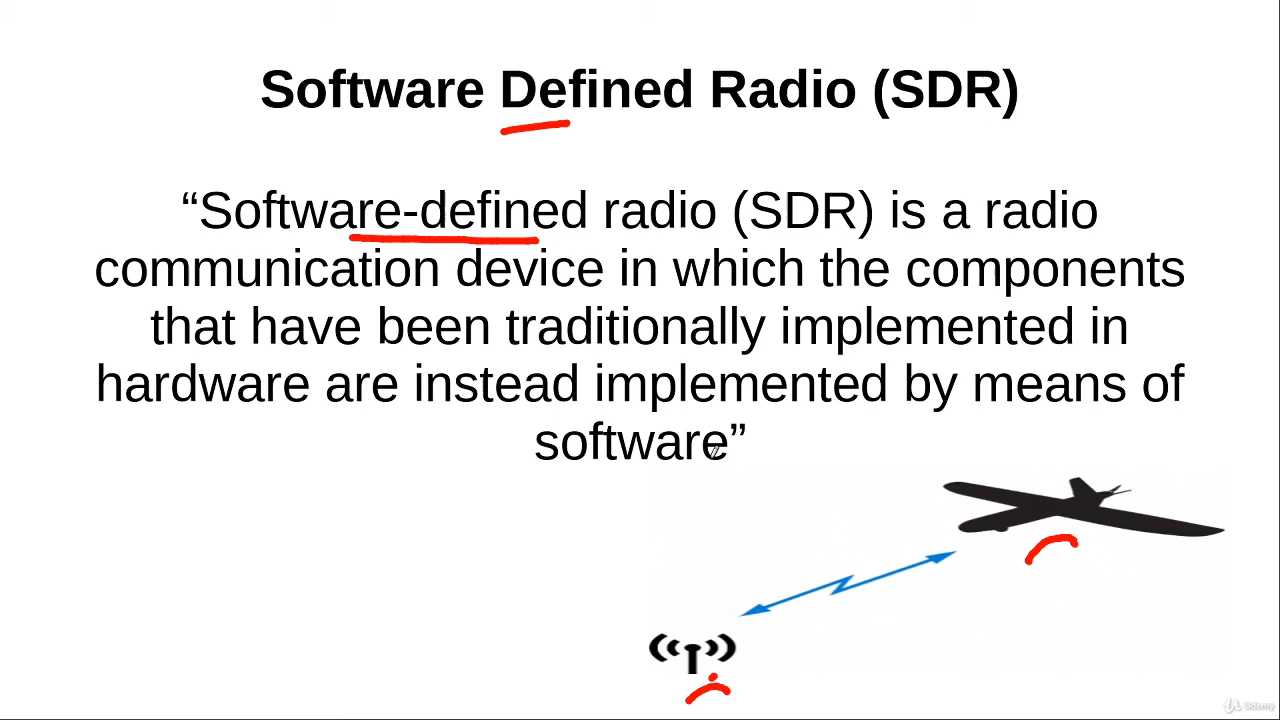 Software Defined Radio (SDR)
“Software-defined radio (SDR) is a radio
communication device in which the components
that have been traditionally implemented in
hardware are instead implemented by means of
software”
Udemy